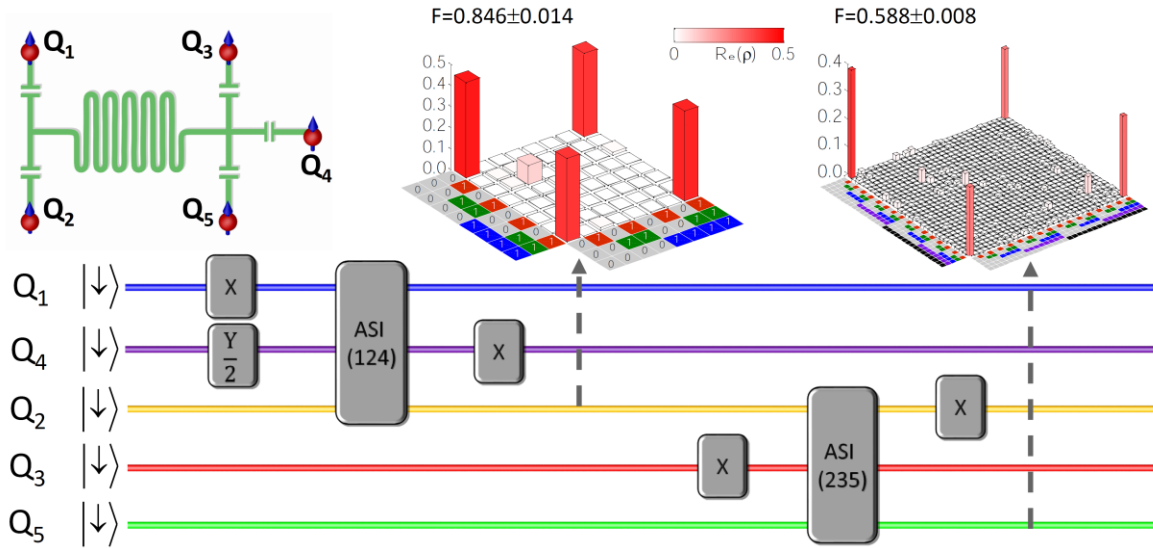 F=0.846±0.014
F=0.588±0.008
Q1
Q3
Q4
Q2
Q5
0.5
0.4
0.3
0.2
0.1
0.0
0 Re(ρ) 0.5
0.4
0.3
0.2
0.1
0.0
Q1 |↓⟩ X
ASI
(124)
Q4 |↓⟩ Y/2 X
Q2 |↓⟩ X
Q3 |↓⟩ X
ASI
(235)
Q5 |↓⟩